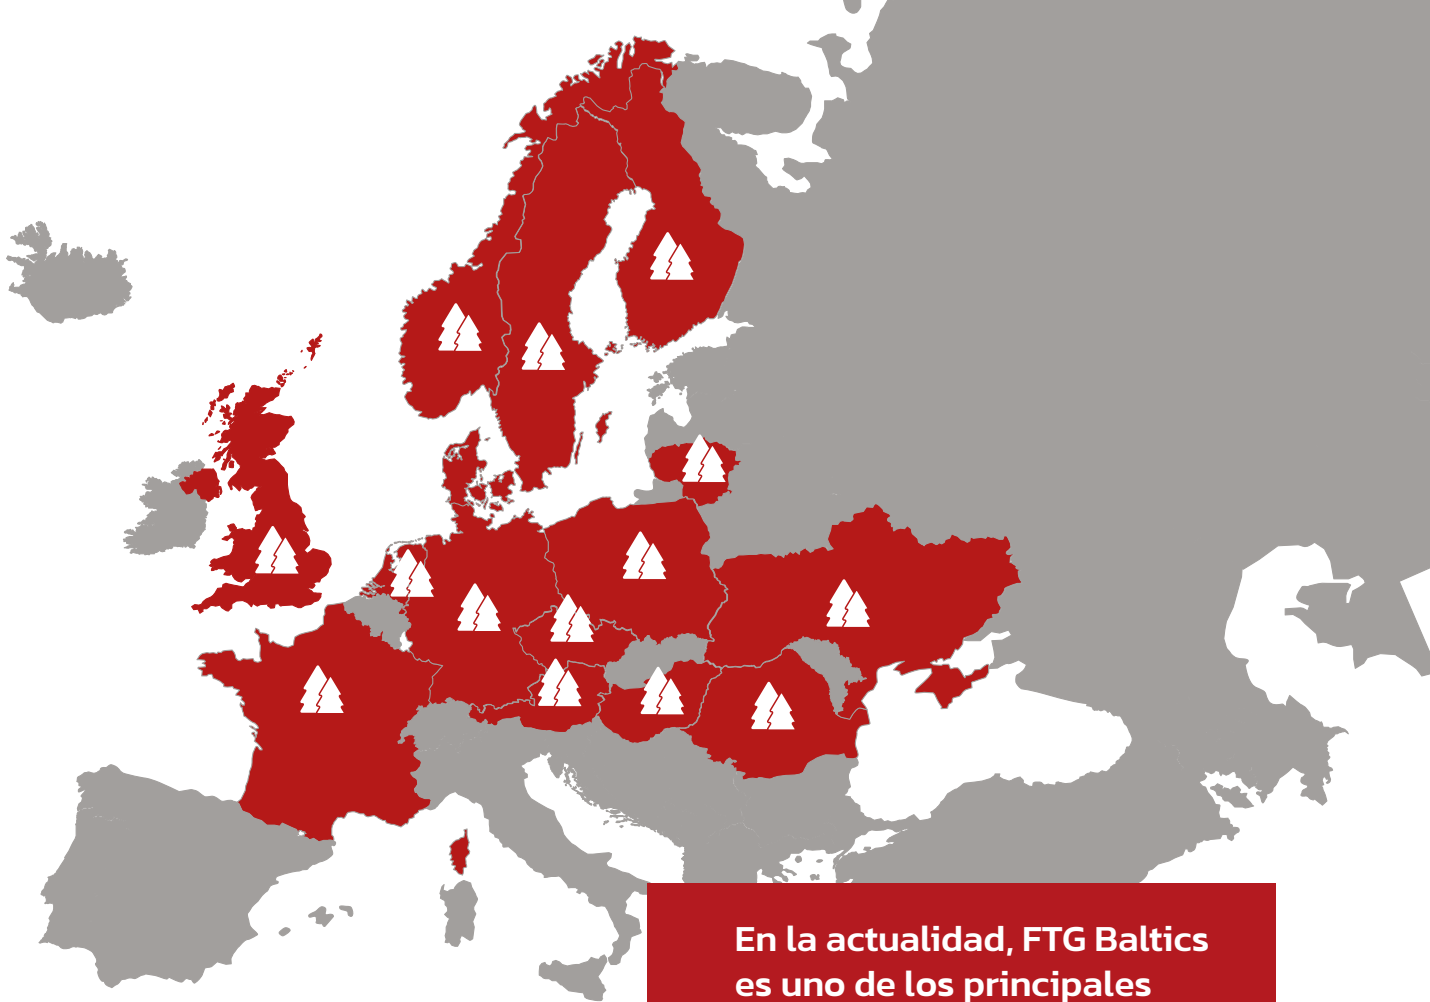 En la actualidad, FTG Baltics
es uno de los principales